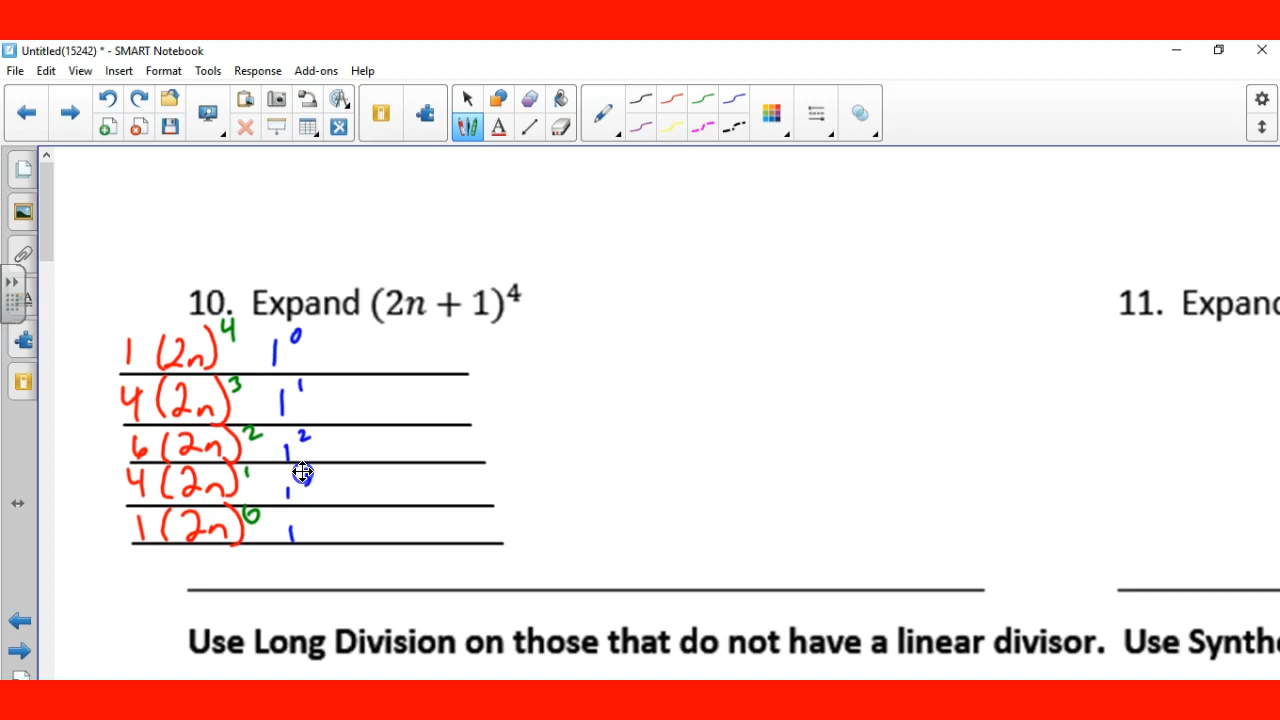 Untitled(15242) * - SMART Notebook
File Edit View Insert Format Tools Response Add-ons Help
10. Expand (2n + 1)⁴
11. Expand
1 (2n)⁴ 1⁰
4 (2n)³ 1¹
6 (2n)² 1²
4 (2n)¹ 1
1 (2n)⁰ 1
Use Long Division on those that do not have a linear divisor. Use Synthe